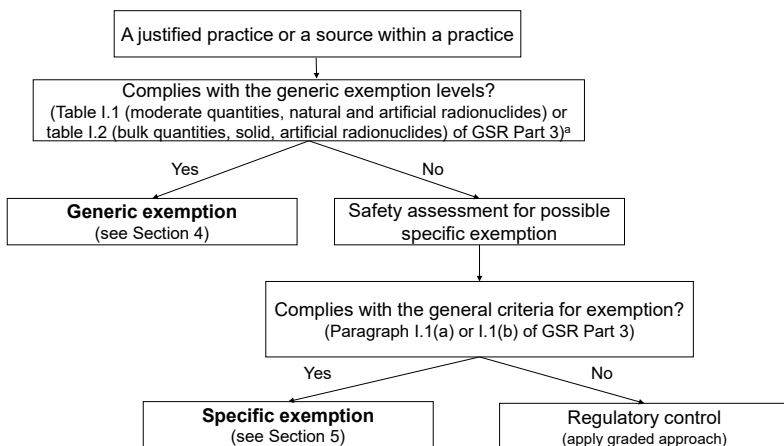 A justified practice or a source within a practice
Complies with the generic exemption levels?
(Table I.1 (moderate quantities, natural and artificial radionuclides) or
table I.2 (bulk quantities, solid, artificial radionuclides) of GSR Part 3)ᵃ
Yes
No
Generic exemption
(see Section 4)
Safety assessment for possible
specific exemption
Complies with the general criteria for exemption?
(Paragraph I.1(a) or I.1(b) of GSR Part 3)
Yes
No
Specific exemption
(see Section 5)
Regulatory control
(apply graded approach)